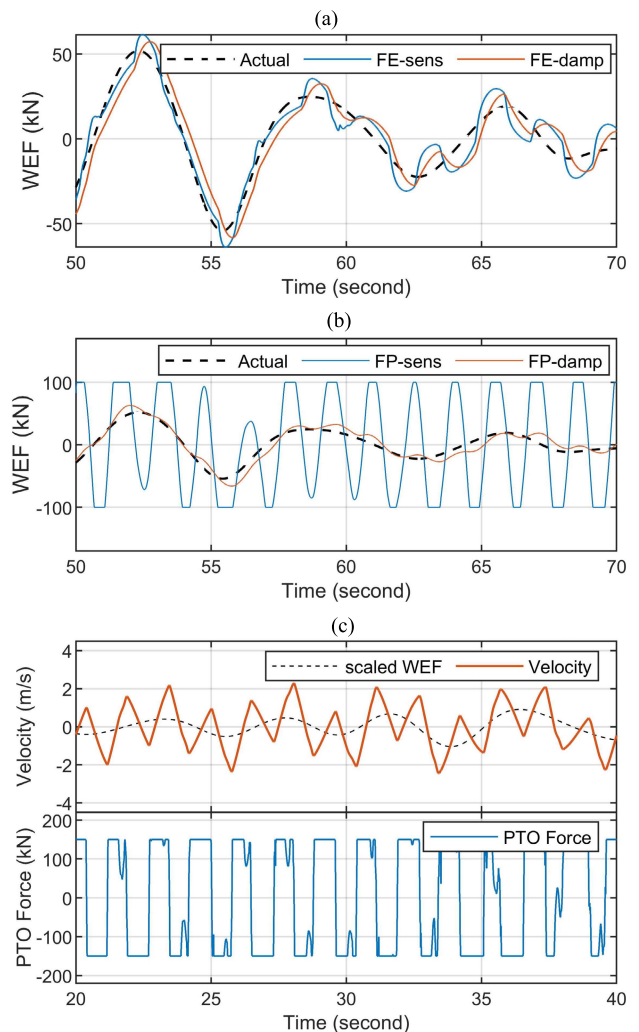 (a)
Actual FE-sens FE-damp
WEF (kN)
50
0
-50
50 55 60 65 70
Time (second)
(b)
Actual FP-sens FP-damp
WEF (kN)
100
0
-100
50 55 60 65 70
Time (second)
(c)
scaled WEF Velocity
Velocity (m/s)
4
2
0
-2
-4
PTO Force
PTO Force (kN)
200
100
0
-100
-200
20 25 30 35 40
Time (second)